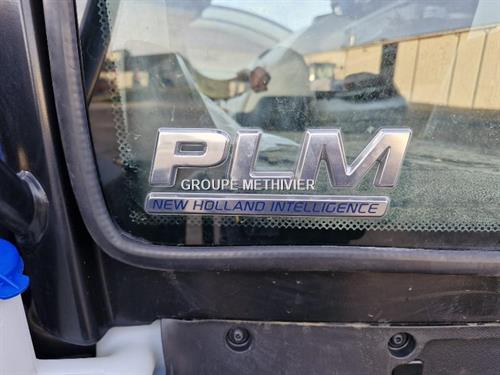 PLM
GROUPE METHIVIER
NEW HOLLAND INTELLIGENCE